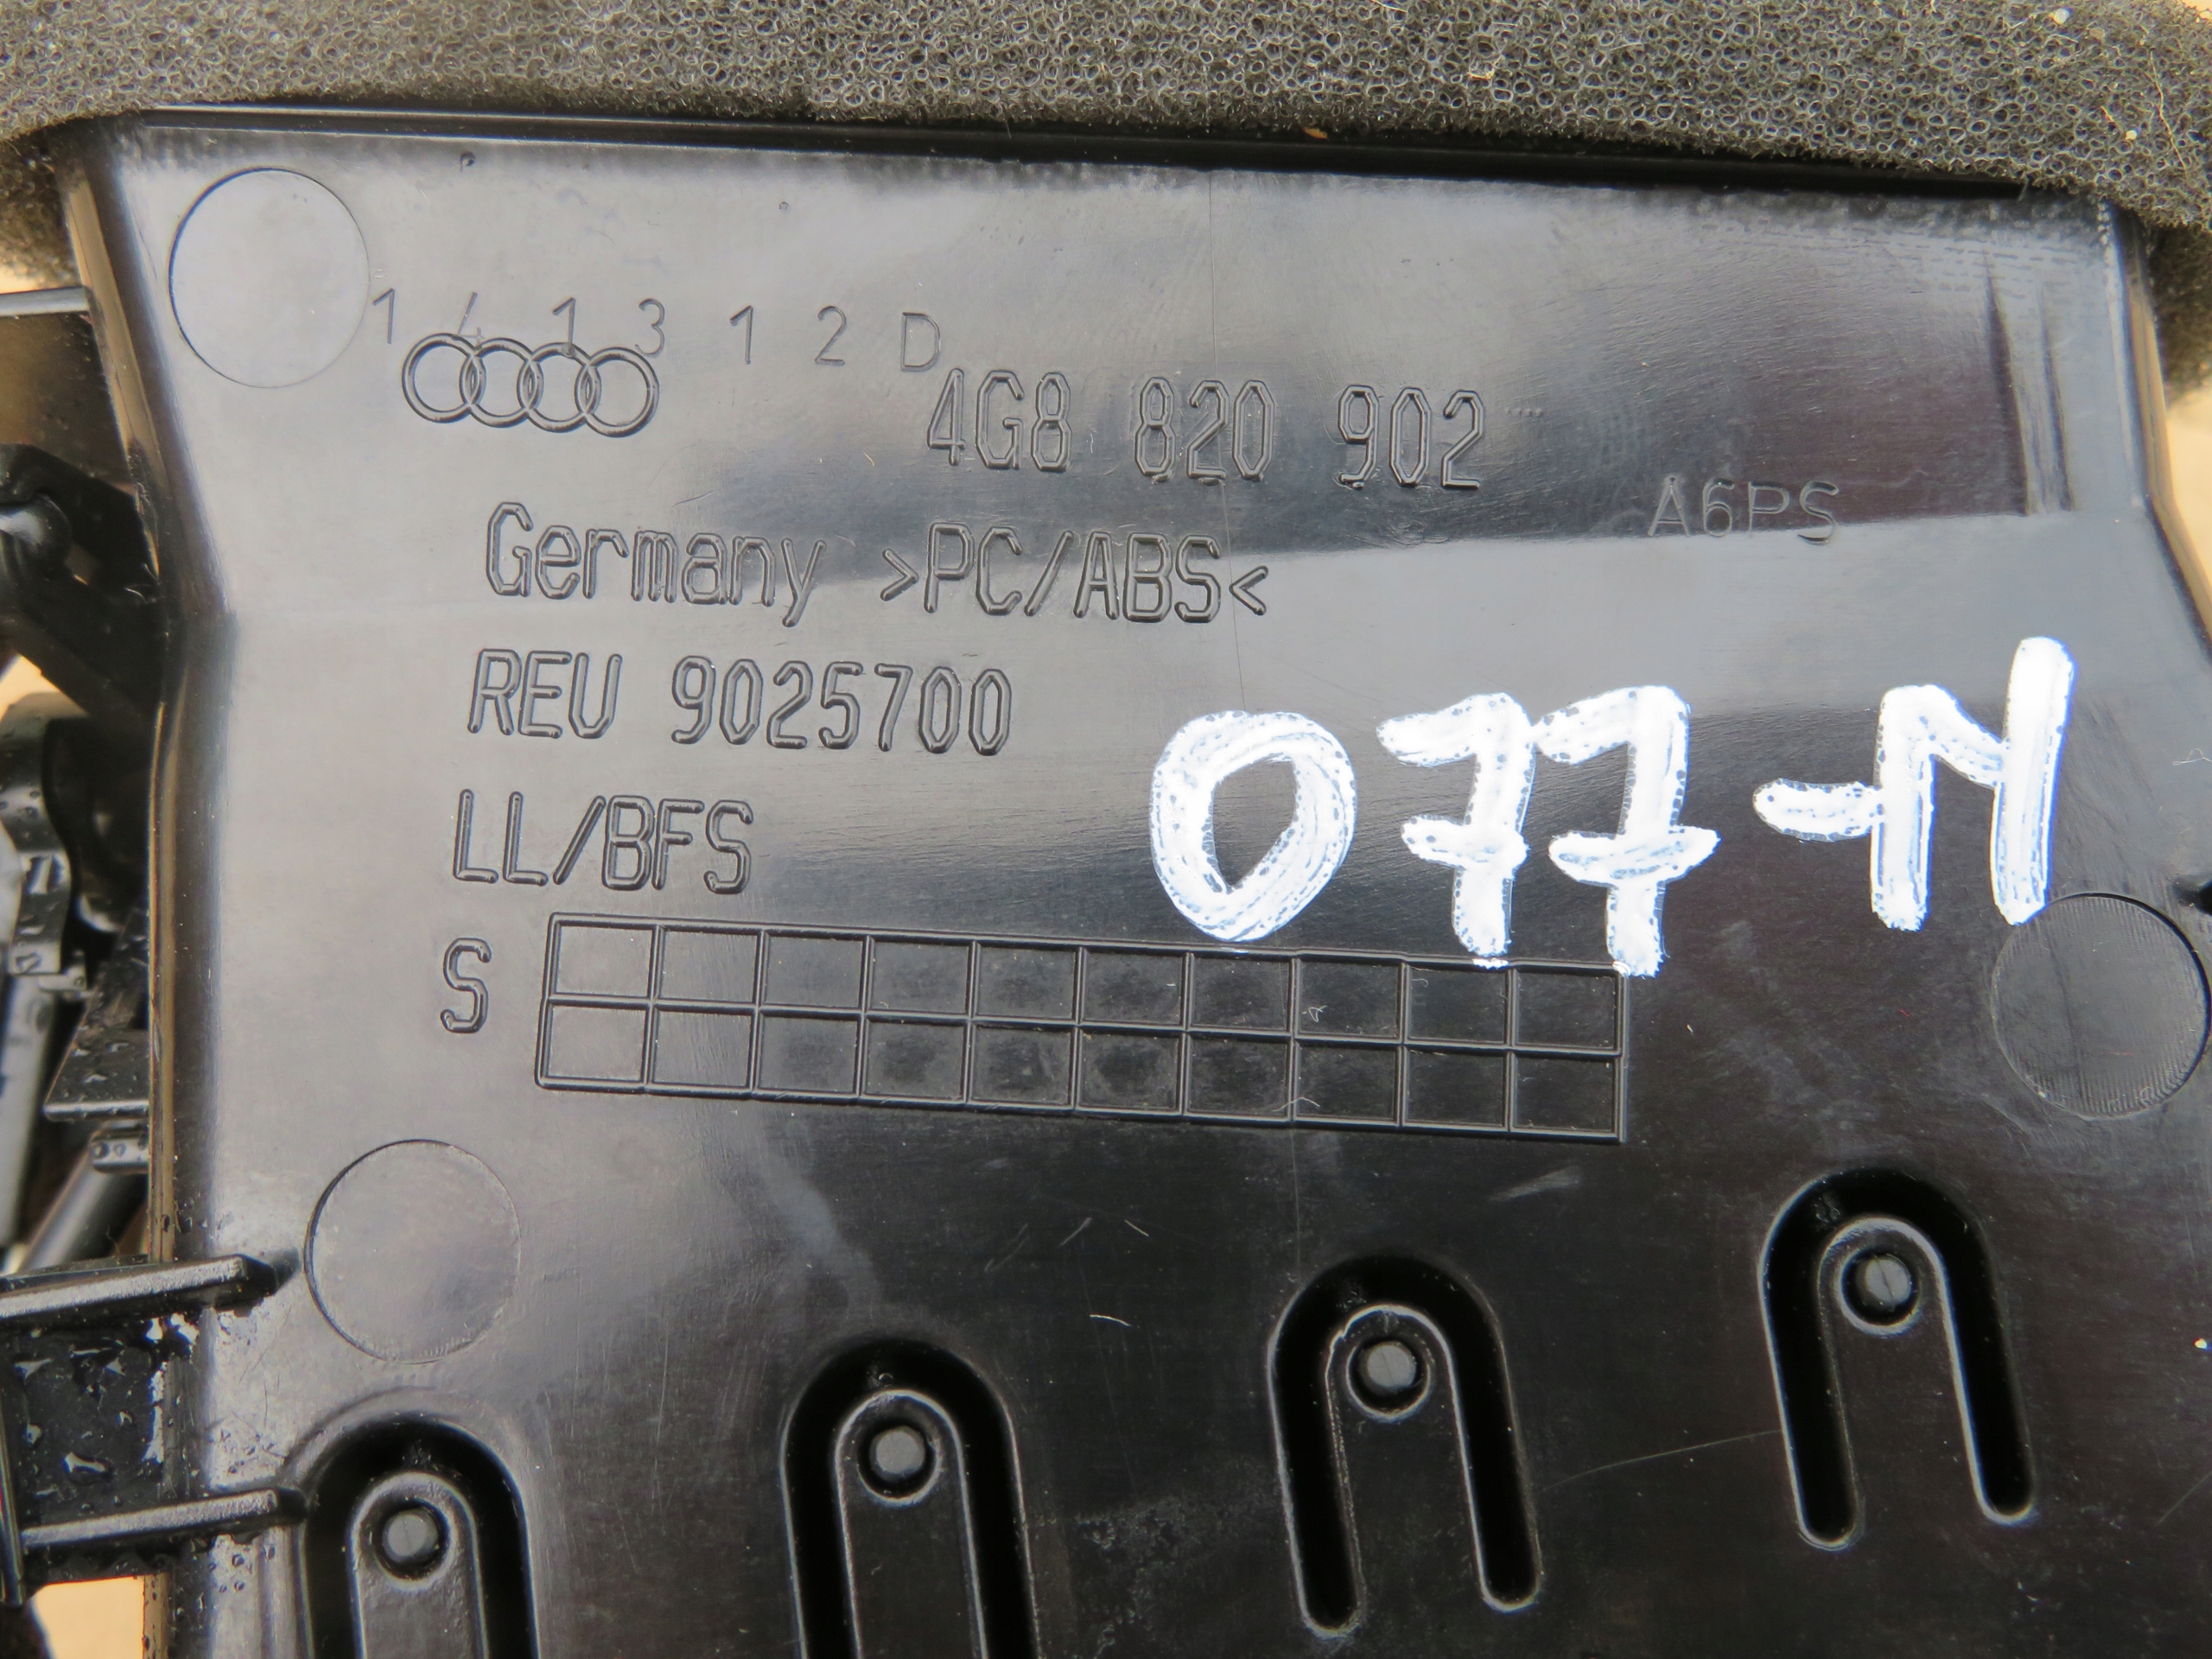 1 4 1 3 1 2 D
4G8 820 902
A6PS
Germany >PC/ABS<
REU 9025700
077-N
LL/BFS
S